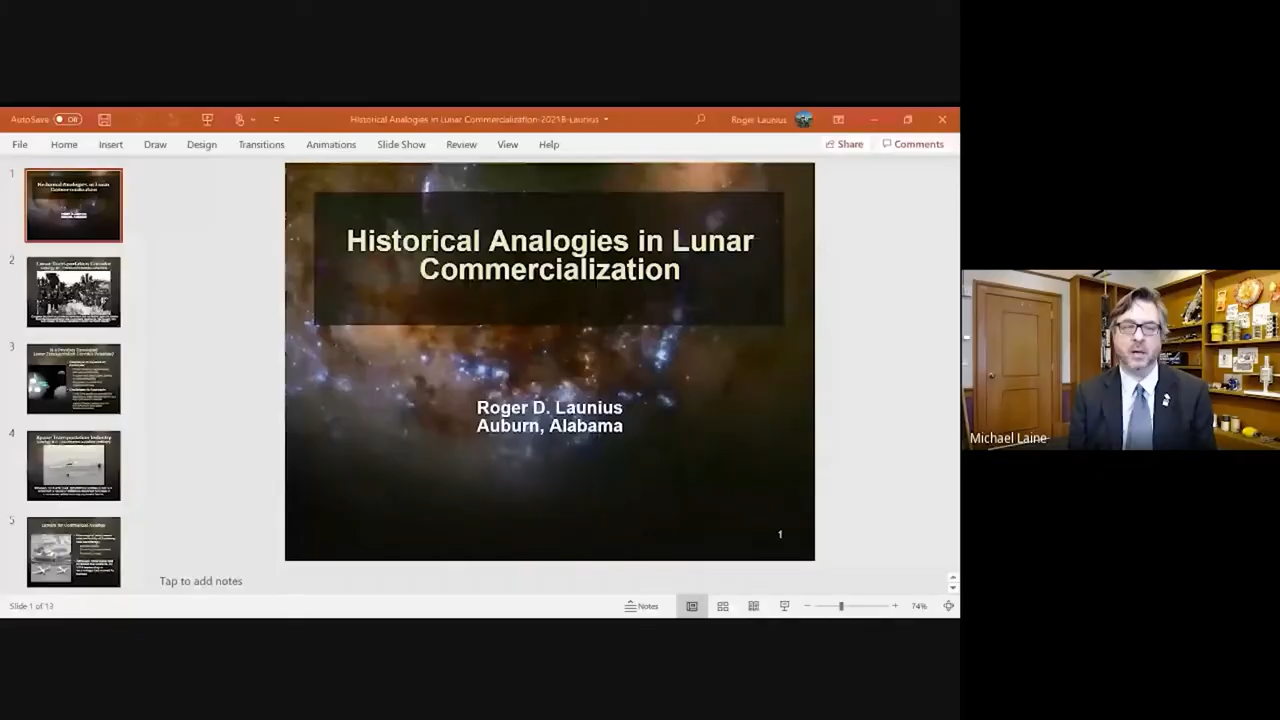 AutoSave Off
Historical Analogies in Lunar Commercialization-2021B-Launius
Roger Launius
File Home Insert Draw Design Transitions Animations Slide Show Review View Help Share Comments
1
2
3
4
5
Historical Analogies in Lunar
Commercialization
Roger D. Launius
Auburn, Alabama
1
Michael Laine
Tap to add notes
Slide 1 of 13
Notes
74%